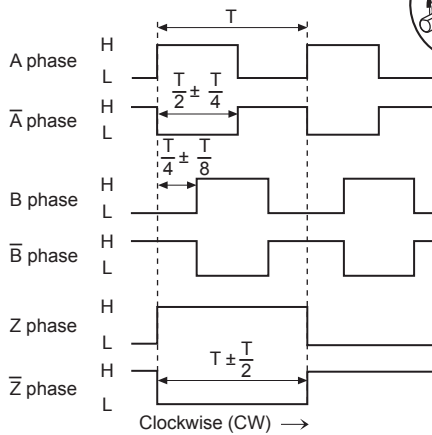 T
A phase H
L
T/2 ± T/4
A̅ phase H
L
T/4 ± T/8
B phase H
L
B̅ phase H
L
Z phase H
L
T ± T/2
Z̅ phase H
L
Clockwise (CW) →